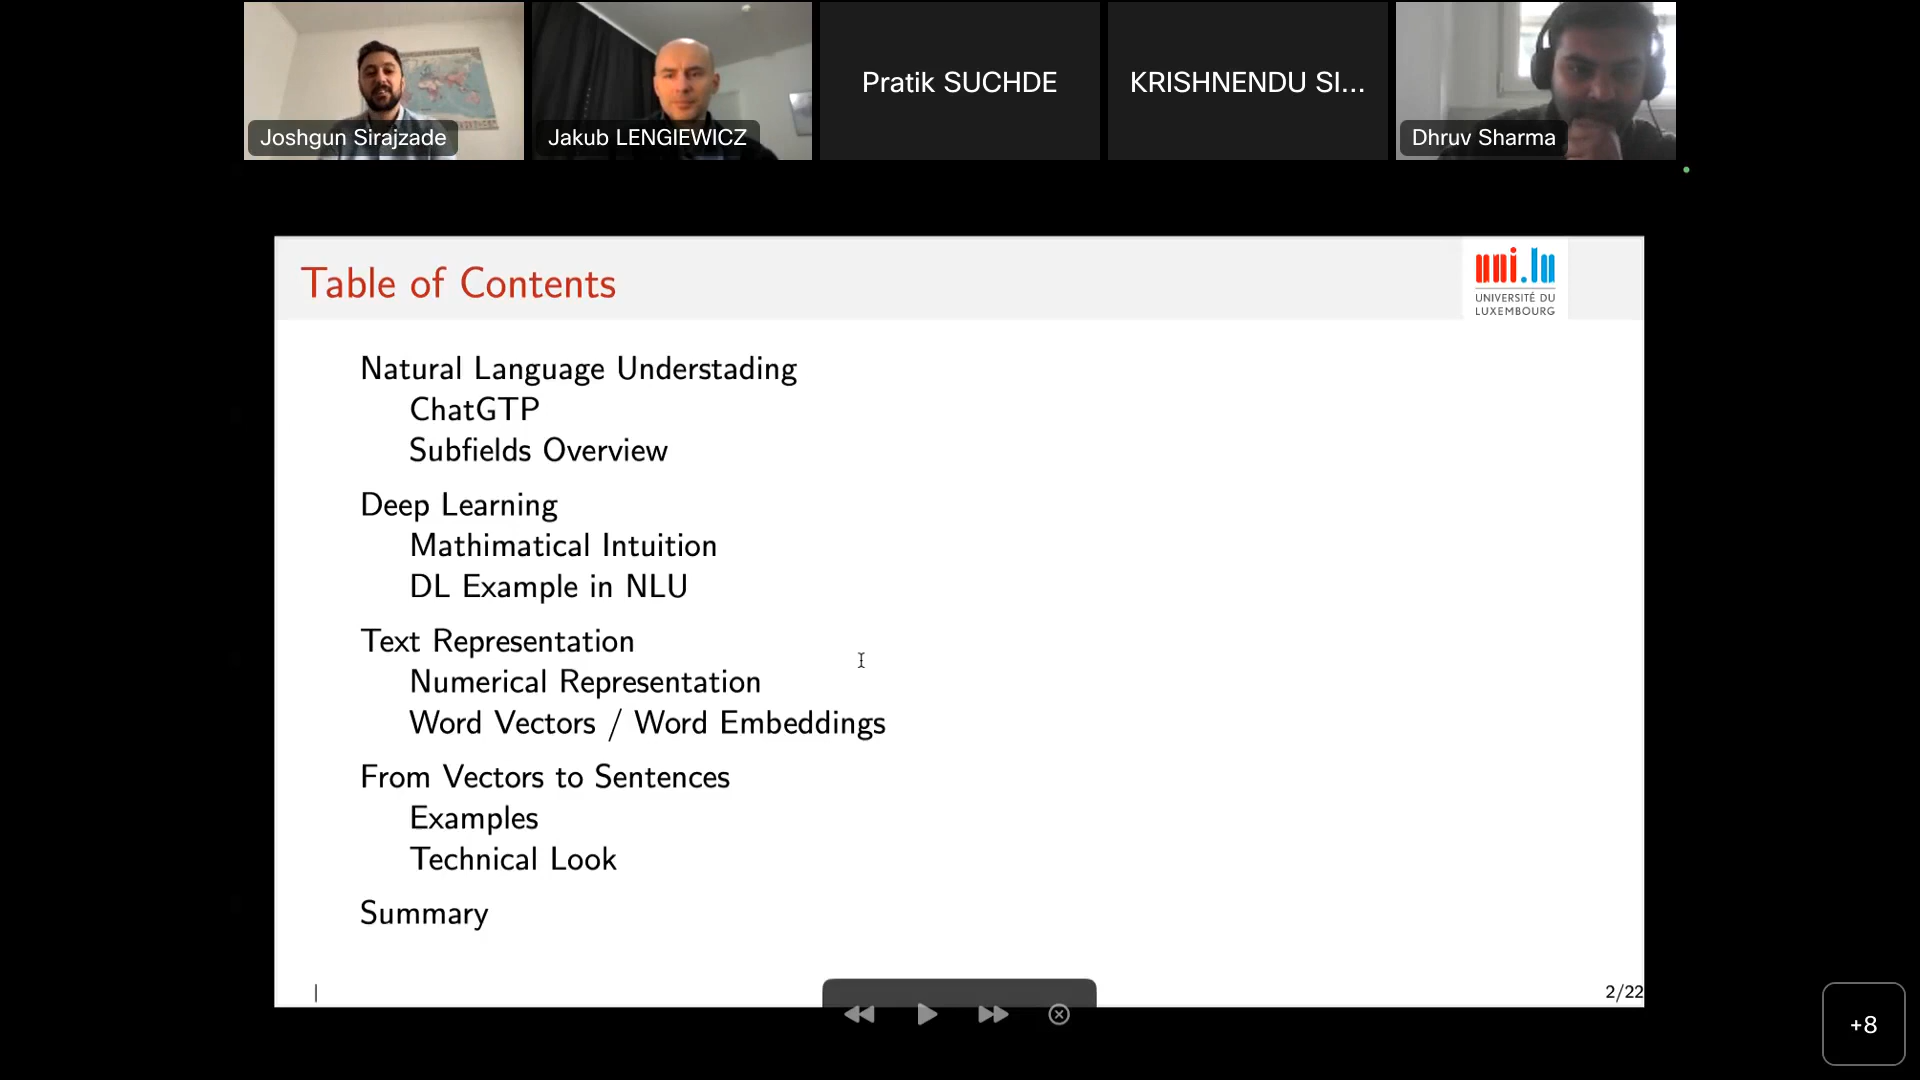 Joshgun Sirajzade
Jakub LENGIEWICZ
Pratik SUCHDE
KRISHNENDU SI...
Dhruv Sharma
Table of Contents
uni.lu
UNIVERSITÉ DU
LUXEMBOURG
Natural Language Understading
ChatGTP
Subfields Overview
Deep Learning
Mathimatical Intuition
DL Example in NLU
Text Representation
Numerical Representation
Word Vectors / Word Embeddings
From Vectors to Sentences
Examples
Technical Look
Summary
2/22
+8